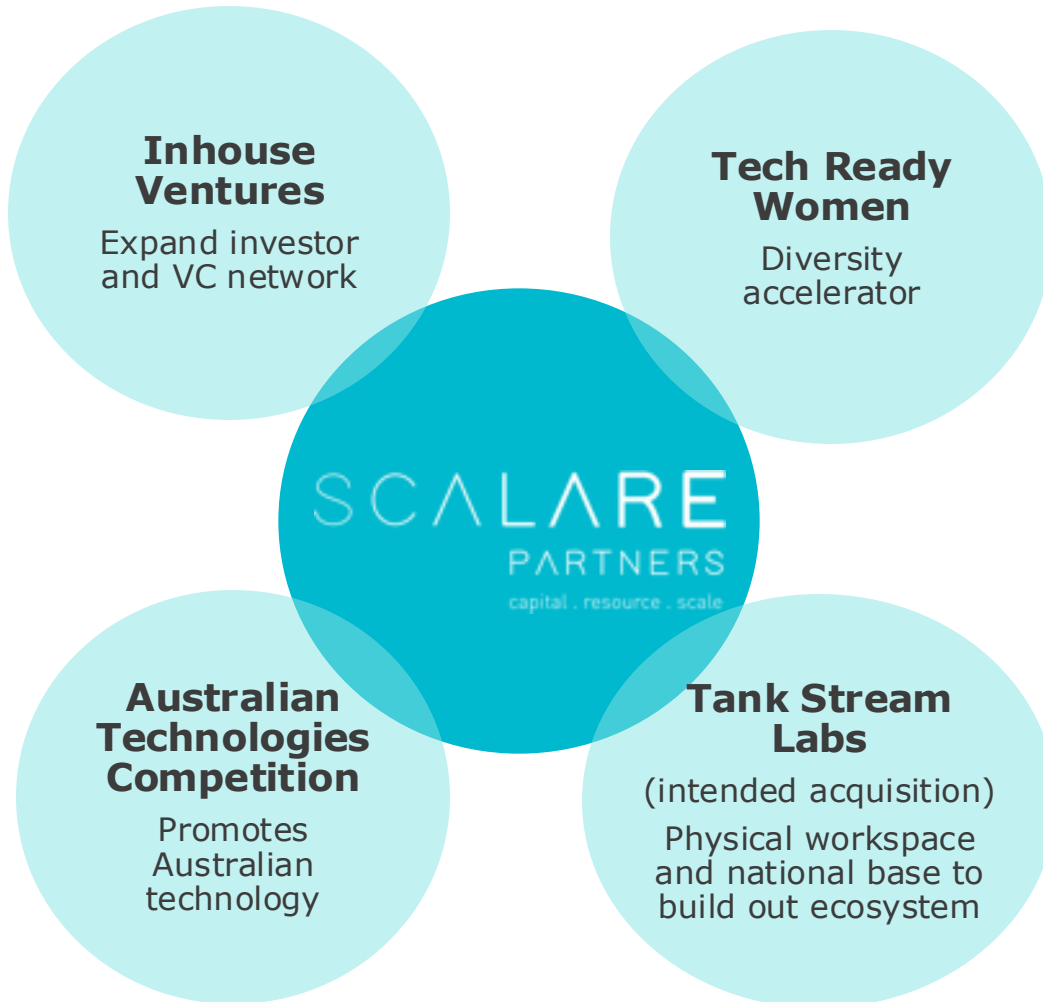 Inhouse
Ventures
Expand investor
and VC network
Tech Ready
Women
Diversity
accelerator
SCALARE
PARTNERS
capital . resource . scale
Australian
Technologies
Competition
Promotes
Australian
technology
Tank Stream
Labs
(intended acquisition)
Physical workspace
and national base to
build out ecosystem